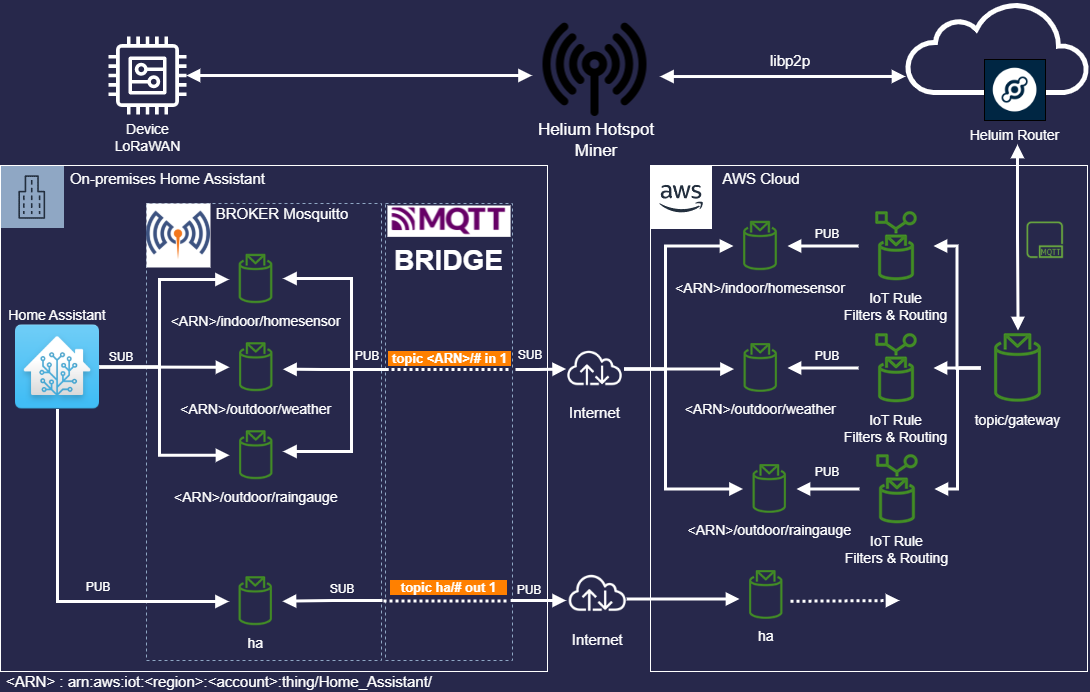 libp2p
Device
LoRaWAN
Helium Hotspot
Miner
Heluim Router
On-premises Home Assistant
BROKER Mosquitto
MQTT
BRIDGE
aws
AWS Cloud
MQTT
<ARN>/indoor/homesensor
Home Assistant
SUB
PUB
topic <ARN>/# in 1
SUB
<ARN>/outdoor/weather
<ARN>/outdoor/raingauge
Internet
PUB
<ARN>/indoor/homesensor
IoT Rule
Filters & Routing
PUB
<ARN>/outdoor/weather
IoT Rule
Filters & Routing
topic/gateway
PUB
<ARN>/outdoor/raingauge
IoT Rule
Filters & Routing
PUB
SUB
topic ha/# out 1
PUB
ha
Internet
ha
<ARN> : arn:aws:iot:<region>:<account>:thing/Home_Assistant/